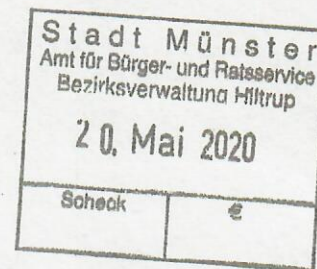 Stadt Münster
Amt für Bürger- und Ratsservice
Bezirksverwaltung Hiltrup
20. Mai 2020
Scheck €